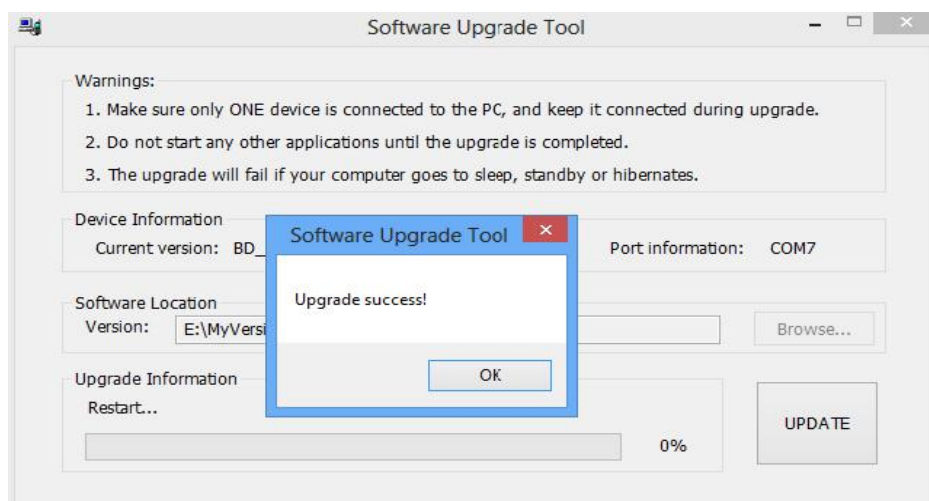 Software Upgrade Tool
Warnings:
1. Make sure only ONE device is connected to the PC, and keep it connected during upgrade.
2. Do not start any other applications until the upgrade is completed.
3. The upgrade will fail if your computer goes to sleep, standby or hibernates.
Device Information
Current version: BD_
Port information: COM7
Software Upgrade Tool
Upgrade success!
OK
Software Location
Version: E:\MyVersi
Browse...
Upgrade Information
Restart...
0%
UPDATE